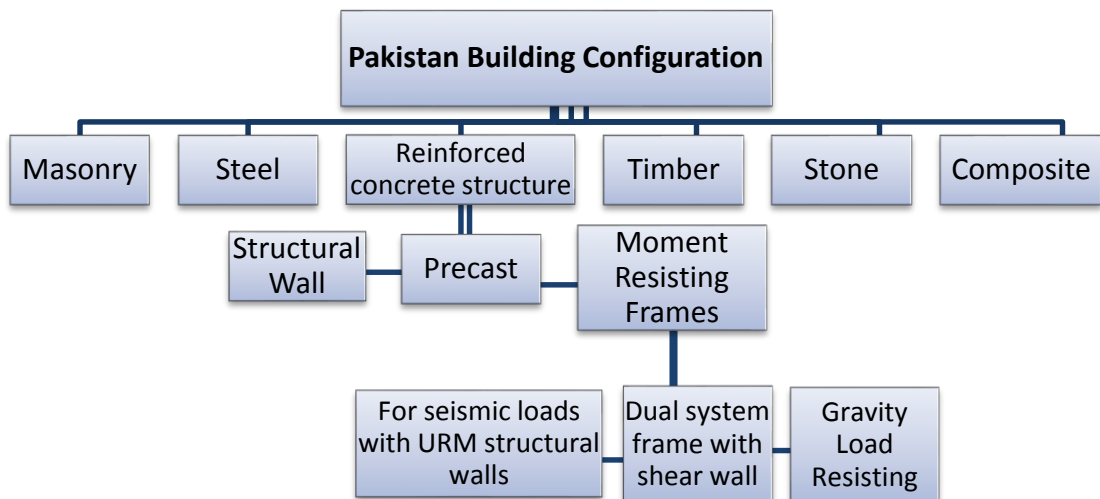 Pakistan Building Configuration
Masonry
Steel
Reinforced
concrete structure
Timber
Stone
Composite
Structural
Wall
Precast
Moment
Resisting
Frames
For seismic loads
with URM structural
walls
Dual system
frame with
shear wall
Gravity
Load
Resisting